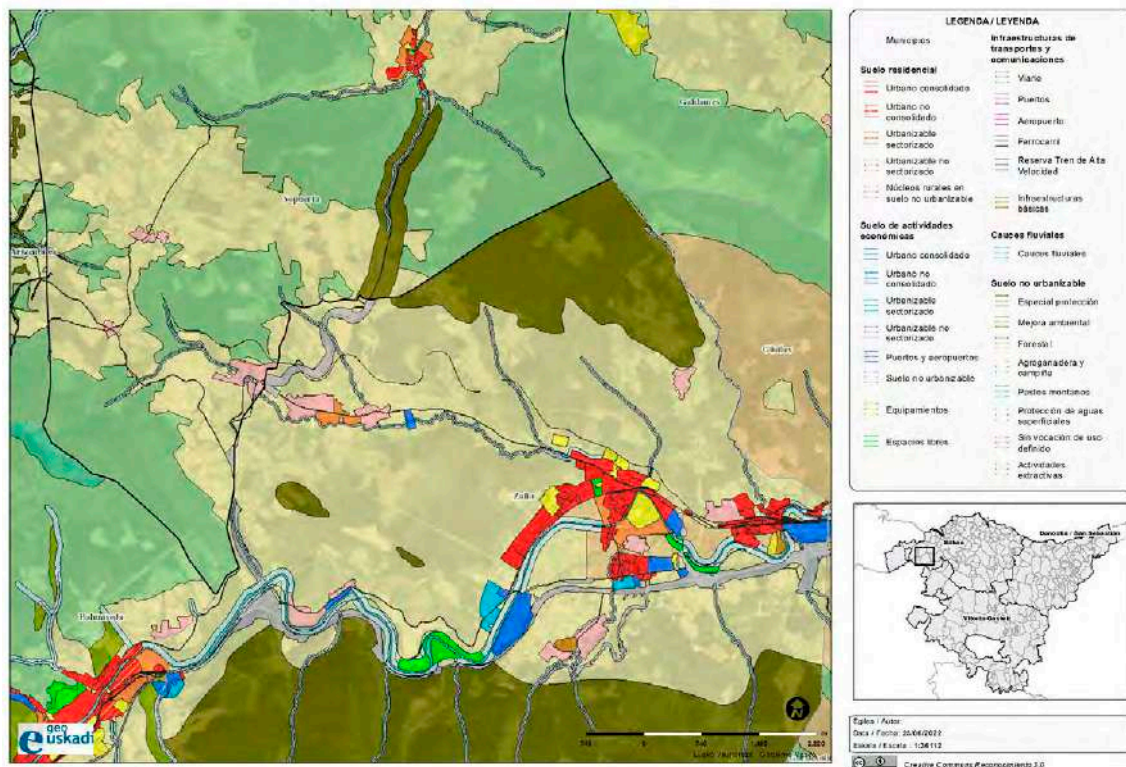 Galdames
Sopuerta
Artzentales
Güeñes
Zalla
Balmaseda
geo
euskadi
LEGENDA / LEYENDA
Municipios
Suelo residencial
Urbano consolidado
Urbano no
consolidado
Urbanizable
sectorizado
Urbanizable no
sectorizado
Núcleos rurales en
suelo no urbanizable
Suelo de actividades
económicas
Urbano consolidado
Urbano no
consolidado
Urbanizable
sectorizado
Urbanizable no
sectorizado
Puertos y aeropuertos
Suelo no urbanizable
Equipamientos
Espacios libres
Infraestructuras de
transportes y
comunicaciones
Viario
Puertos
Aeropuerto
Ferrocarril
Reserva Tren de Alta
Velocidad
Infraestructuras
básicas
Cauces fluviales
Cauces fluviales
Suelo no urbanizable
Especial protección
Mejora ambiental
Forestal
Agroganadera y
campiña
Pastos montanos
Protección de aguas
superficiales
Sin vocación de uso
definido
Actividades
extractivas
Bilbao
Donostia / San Sebastián
Vitoria-Gasteiz
Egilea / Autor:
Data / Fecha: 20/06/2022
Eskala / Escala : 1:36112
Creative Commons Reconocimiento 3.0